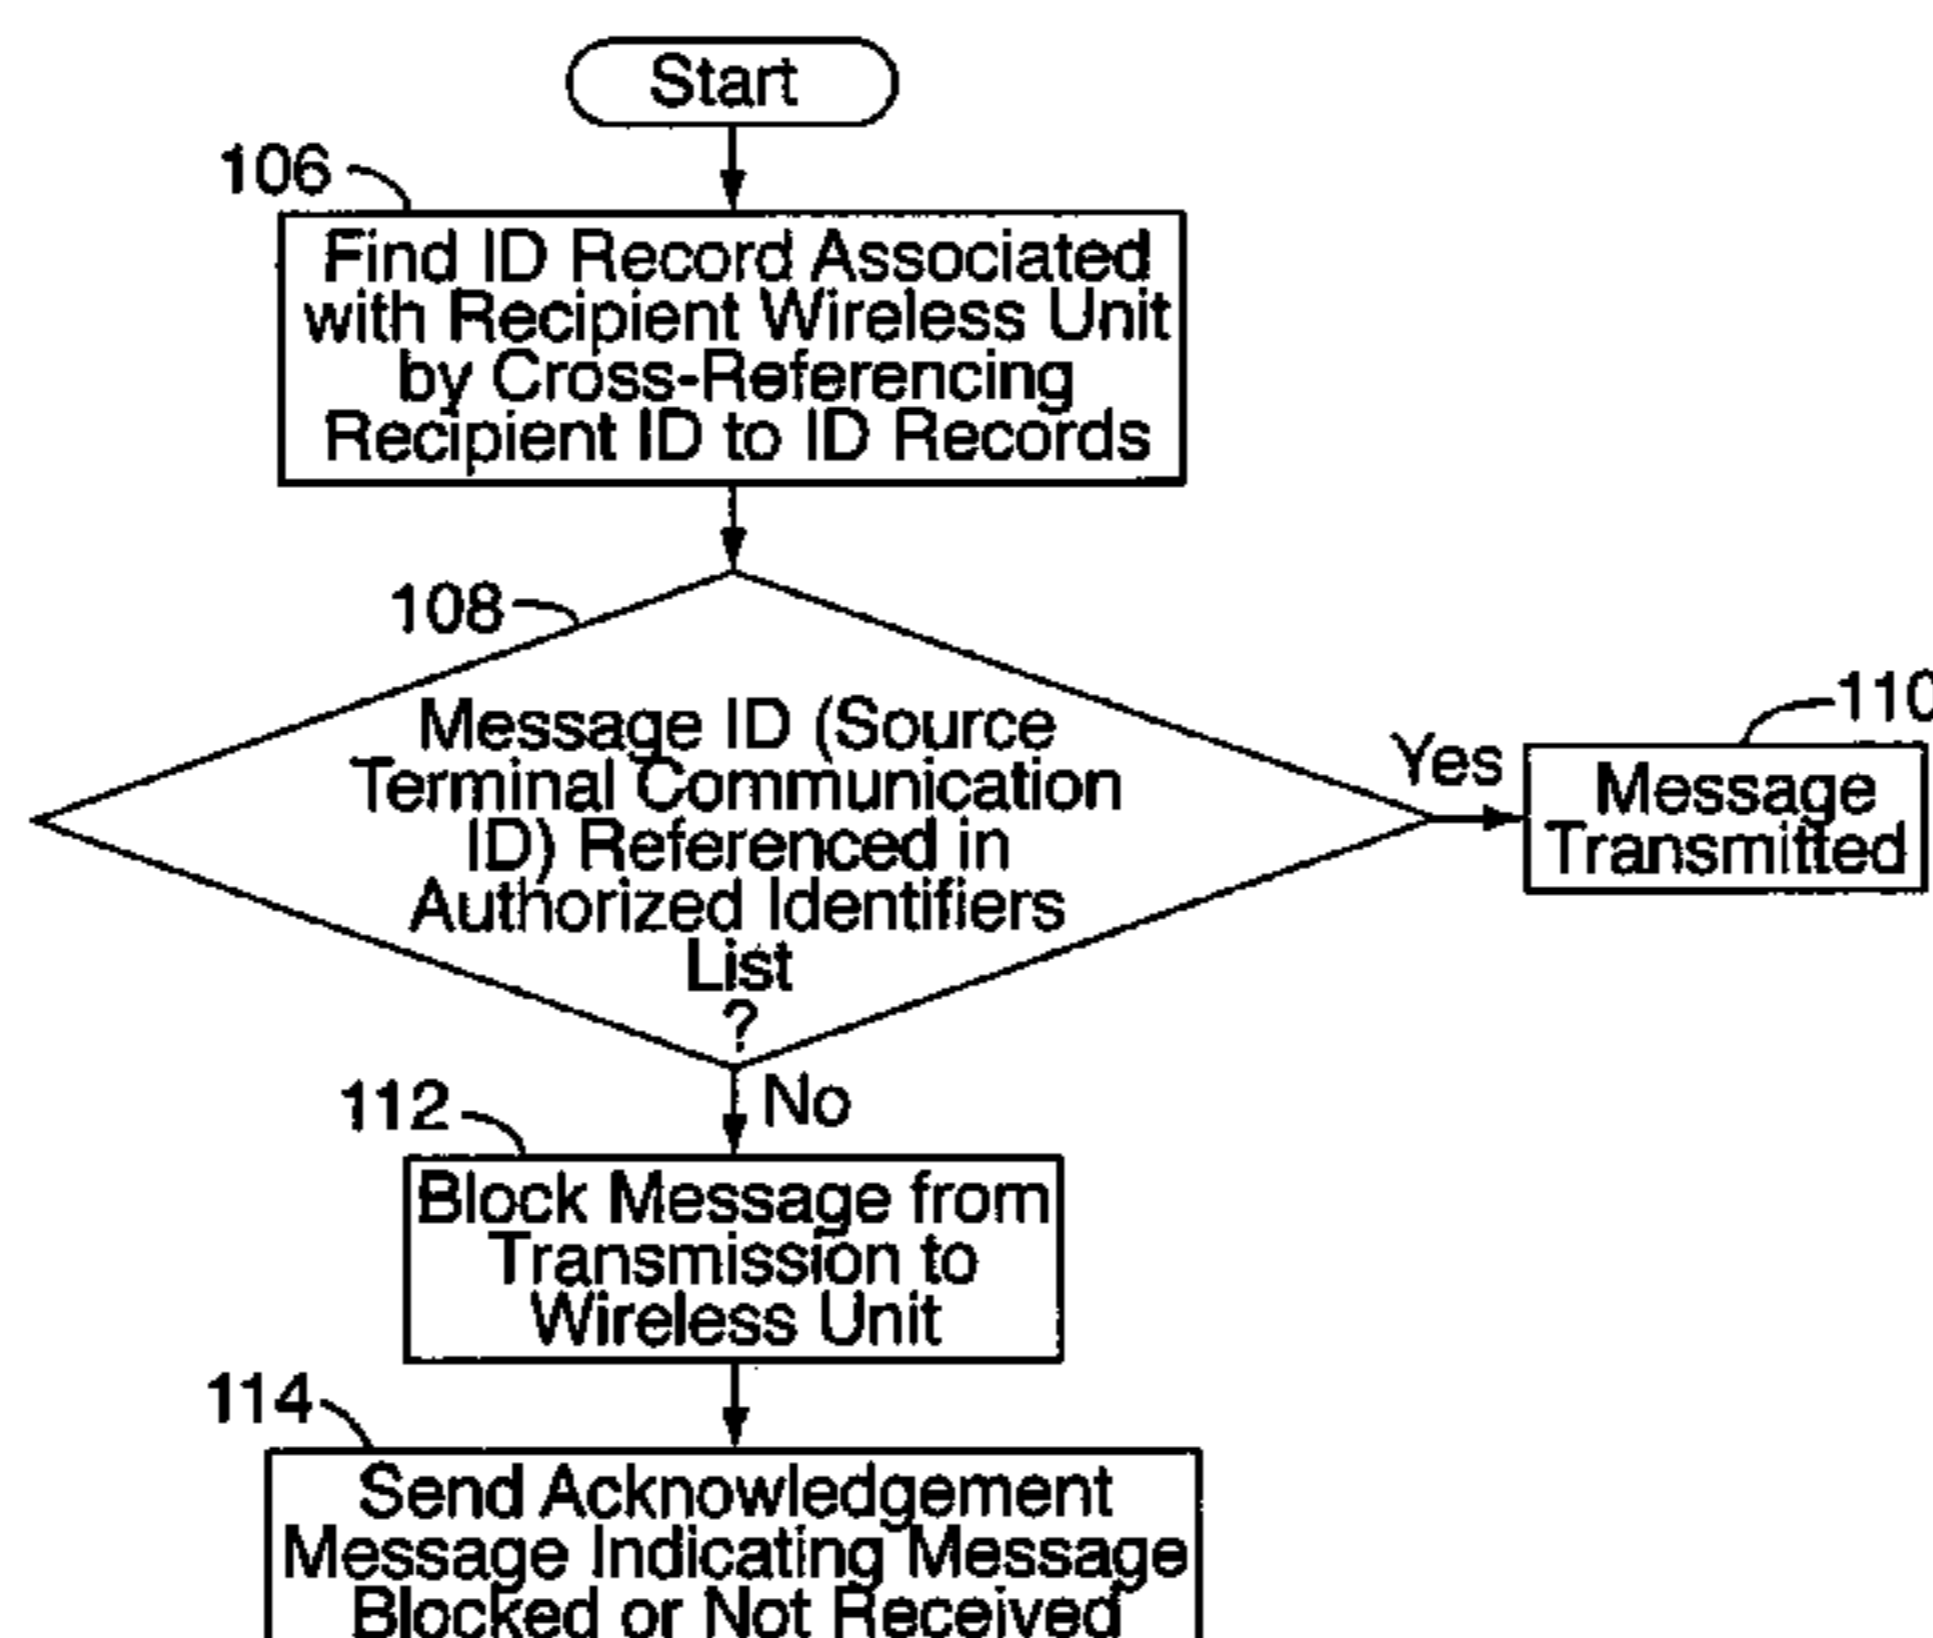 Start
106
Find ID Record Associated
with Recipient Wireless Unit
by Cross-Referencing
Recipient ID to ID Records
108
Message ID (Source
Terminal Communication
ID) Referenced in
Authorized Identifiers
List
?
Yes
110
Message
Transmitted
No
112
Block Message from
Transmission to
Wireless Unit
114
Send Acknowledgement
Message Indicating Message
Blocked or Not Received